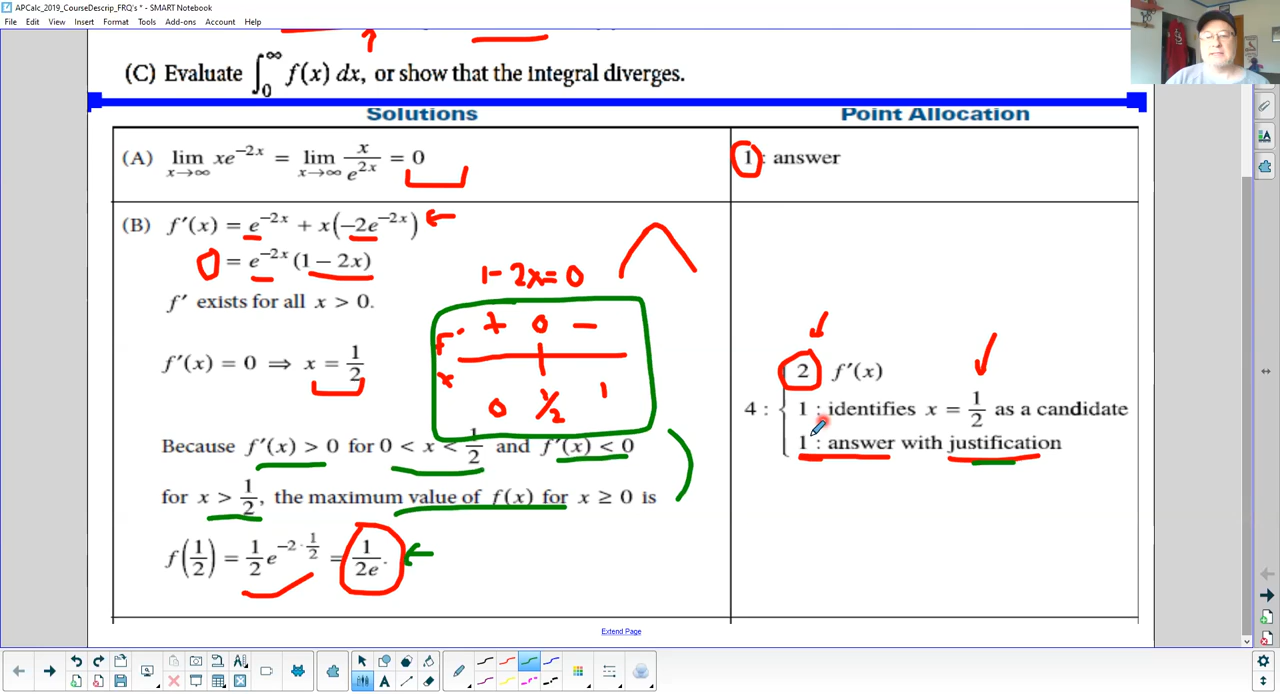 APCalc_2019_CourseDescrip_FRQ's * - SMART Notebook
File Edit View Insert Format Tools Add-ons Account Help
?
(C) Evaluate ∫₀^∞ f(x) dx, or show that the integral diverges.
Solutions Point Allocation
(A) lim x→∞ xe^(−2x) = lim x→∞ x/e^(2x) = 0
1 : answer
(B) f′(x) = e^(−2x) + x(−2e^(−2x))
0 = e^(−2x)(1 − 2x)
1 - 2x = 0
f′ exists for all x > 0.
f' + 0 −
x 0 1/2 1
f′(x) = 0 ⇒ x = 1/2
Because f′(x) > 0 for 0 < x < 1/2 and f′(x) < 0
for x > 1/2, the maximum value of f(x) for x ≥ 0 is
f(1/2) = 1/2 e^(−2·1/2) = 1/(2e).
4 : { 2 f′(x)
1 : identifies x = 1/2 as a candidate
1 : answer with justification
Extend Page